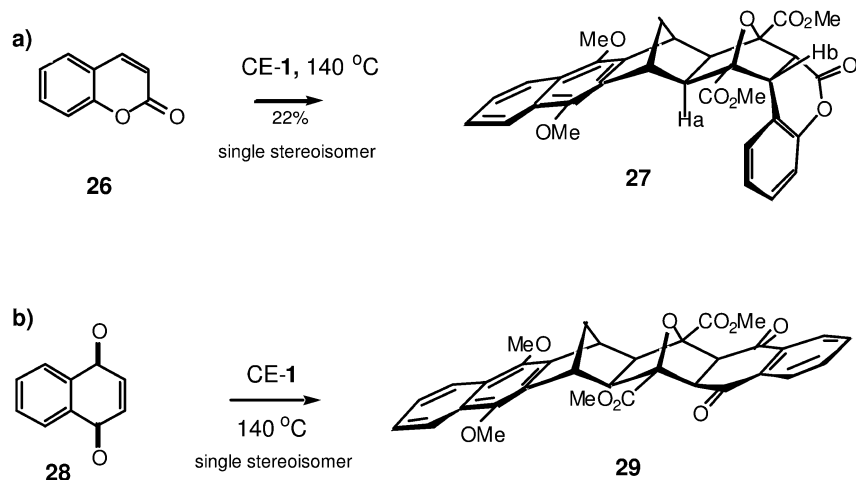 a)
O
O
26
CE-1, 140 °C
22%
single stereoisomer
MeO
OMe
O
CO₂Me
Hb
O
CO₂Me
O
Ha
27
b)
O
O
28
CE-1
140 °C
single stereoisomer
MeO
OMe
O
CO₂Me
O
MeO₂C
O
29